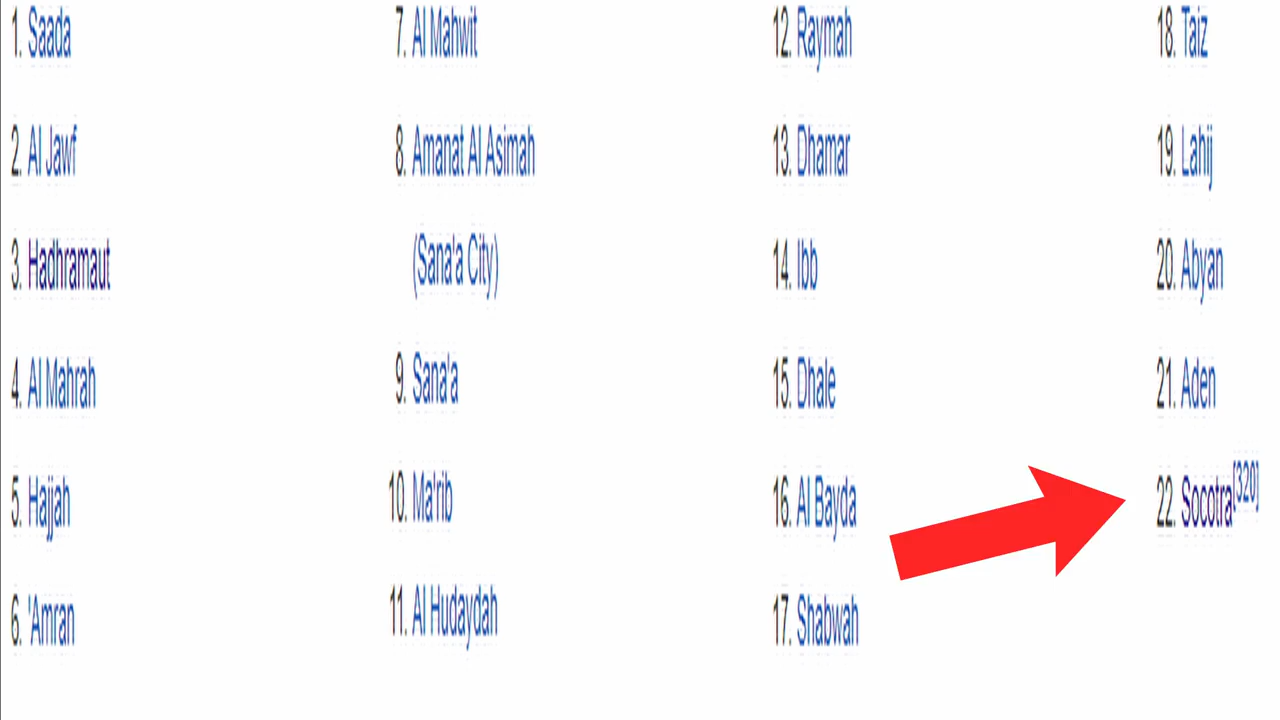 1. Saada
2. Al Jawf
3. Hadhramaut
4. Al Mahrah
5. Hajjah
6. 'Amran
7. Al Mahwit
8. Amanat Al Asimah
(Sana'a City)
9. Sana'a
10. Ma'rib
11. Al Hudaydah
12. Raymah
13. Dhamar
14. Ibb
15. Dhale
16. Al Bayda
17. Shabwah
18. Taiz
19. Lahij
20. Abyan
21. Aden
22. Socotra[320]